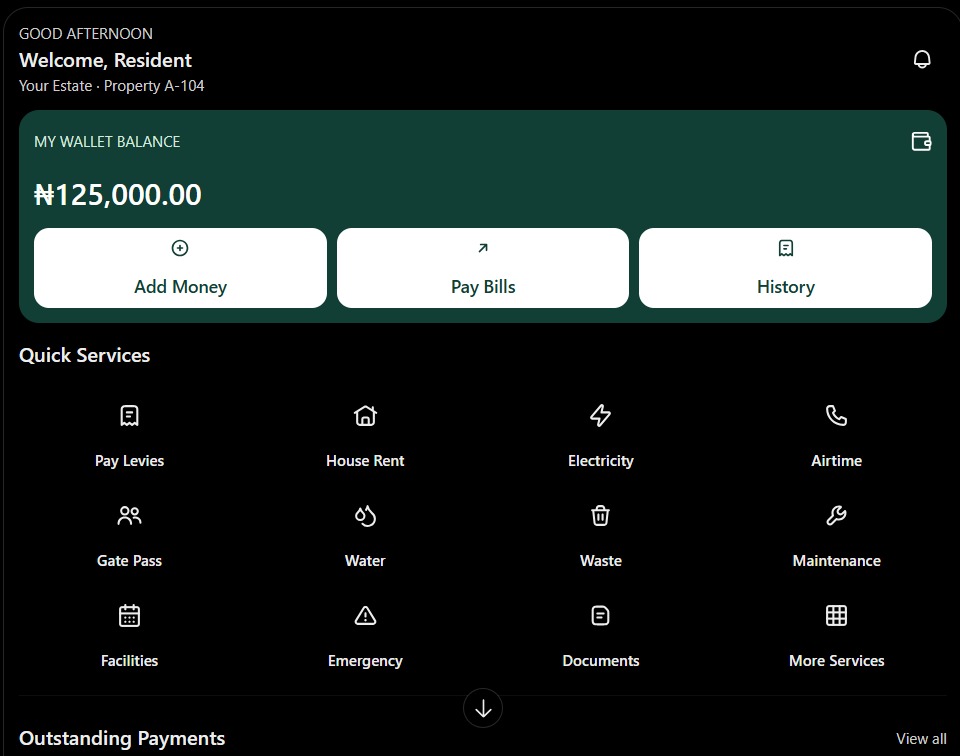 GOOD AFTERNOON
Welcome, Resident
Your Estate · Property A-104
MY WALLET BALANCE
₦125,000.00
Add Money
Pay Bills
History
Quick Services
Pay Levies
House Rent
Electricity
Airtime
Gate Pass
Water
Waste
Maintenance
Facilities
Emergency
Documents
More Services
Outstanding Payments
View all